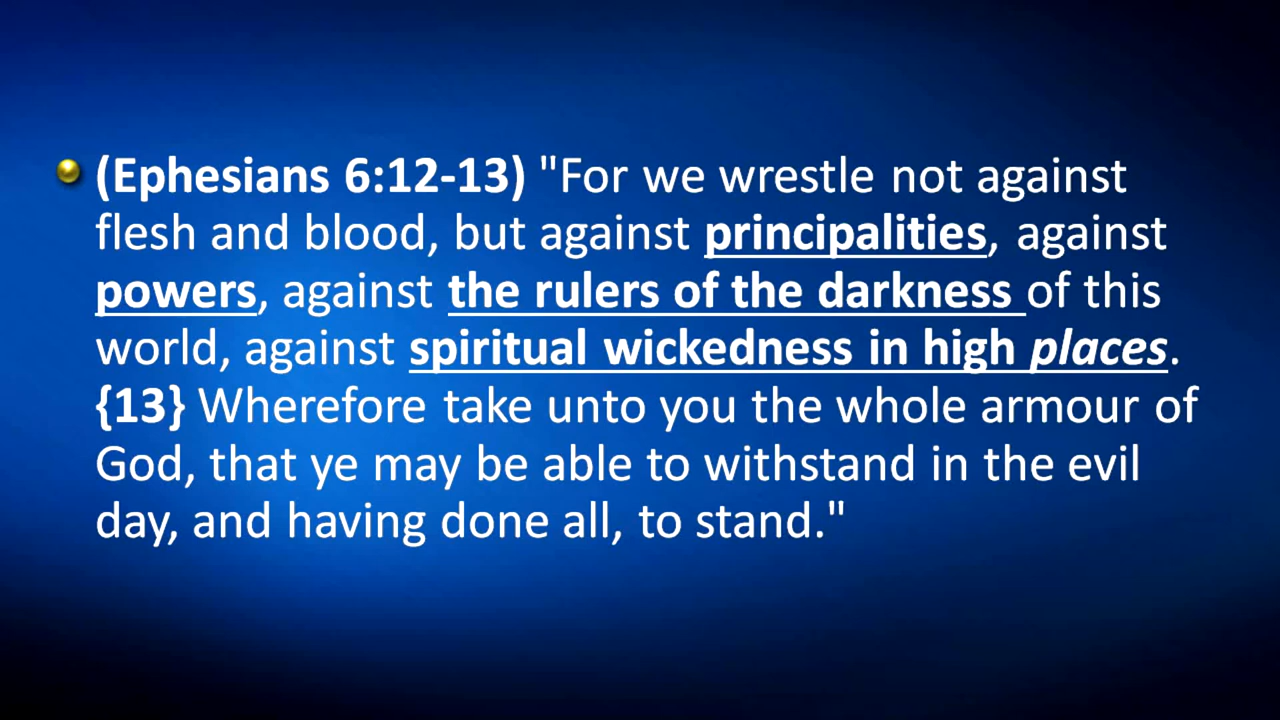 (Ephesians 6:12-13) "For we wrestle not against
flesh and blood, but against principalities, against
powers, against the rulers of the darkness of this
world, against spiritual wickedness in high places.
{13} Wherefore take unto you the whole armour of
God, that ye may be able to withstand in the evil
day, and having done all, to stand."